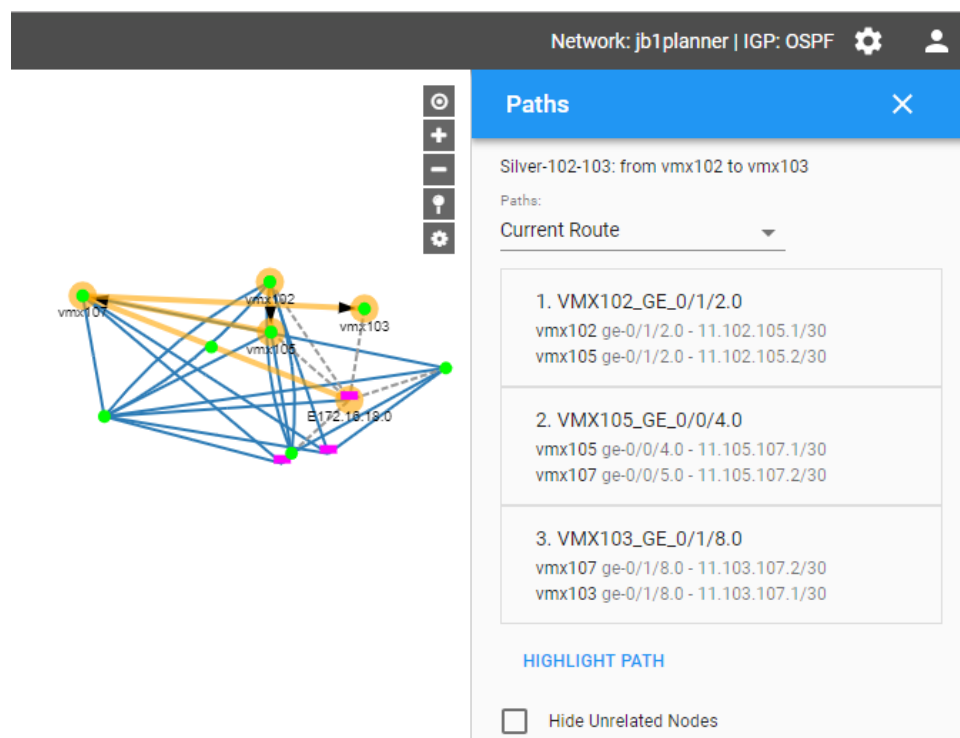 Network: jb1planner | IGP: OSPF
Paths
Silver-102-103: from vmx102 to vmx103
Paths:
Current Route
1. VMX102_GE_0/1/2.0
vmx102 ge-0/1/2.0 - 11.102.105.1/30
vmx105 ge-0/1/2.0 - 11.102.105.2/30
2. VMX105_GE_0/0/4.0
vmx105 ge-0/0/4.0 - 11.105.107.1/30
vmx107 ge-0/0/5.0 - 11.105.107.2/30
3. VMX103_GE_0/1/8.0
vmx107 ge-0/1/8.0 - 11.103.107.2/30
vmx103 ge-0/1/8.0 - 11.103.107.1/30
HIGHLIGHT PATH
Hide Unrelated Nodes
vmx102
vmx107
vmx103
vmx105
E172.16.18.0